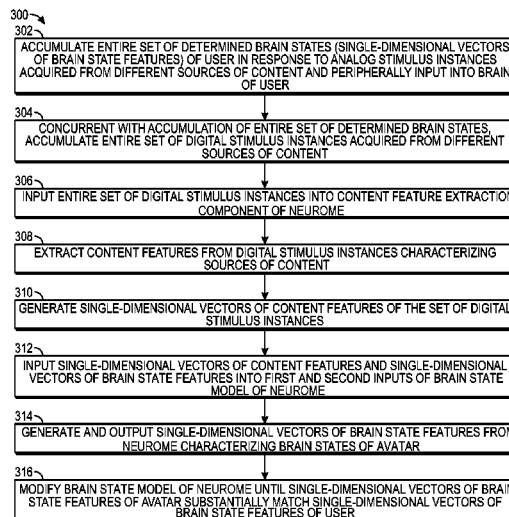 300
302
ACCUMULATE ENTIRE SET OF DETERMINED BRAIN STATES (SINGLE-DIMENSIONAL VECTORS
OF BRAIN STATE FEATURES) OF USER IN RESPONSE TO ANALOG STIMULUS INSTANCES
ACQUIRED FROM DIFFERENT SOURCES OF CONTENT AND PERIPHERALLY INPUT INTO BRAIN
OF USER
304
CONCURRENT WITH ACCUMULATION OF ENTIRE SET OF DETERMINED BRAIN STATES,
ACCUMULATE ENTIRE SET OF DIGITAL STIMULUS INSTANCES ACQUIRED FROM DIFFERENT
SOURCES OF CONTENT
306
INPUT ENTIRE SET OF DIGITAL STIMULUS INSTANCES INTO CONTENT FEATURE EXTRACTION
COMPONENT OF NEUROME
308
EXTRACT CONTENT FEATURES FROM DIGITAL STIMULUS INSTANCES CHARACTERIZING
SOURCES OF CONTENT
310
GENERATE SINGLE-DIMENSIONAL VECTORS OF CONTENT FEATURES OF THE SET OF DIGITAL
STIMULUS INSTANCES
312
INPUT SINGLE-DIMENSIONAL VECTORS OF CONTENT FEATURES AND SINGLE-DIMENSIONAL
VECTORS OF BRAIN STATE FEATURES INTO FIRST AND SECOND INPUTS OF BRAIN STATE
MODEL OF NEUROME
314
GENERATE AND OUTPUT SINGLE-DIMENSIONAL VECTORS OF BRAIN STATE FEATURES FROM
NEUROME CHARACTERIZING BRAIN STATES OF AVATAR
316
MODIFY BRAIN STATE MODEL OF NEUROME UNTIL SINGLE-DIMENSIONAL VECTORS OF BRAIN
STATE FEATURES OF AVATAR SUBSTANTIALLY MATCH SINGLE-DIMENSIONAL VECTORS OF
BRAIN STATE FEATURES OF USER